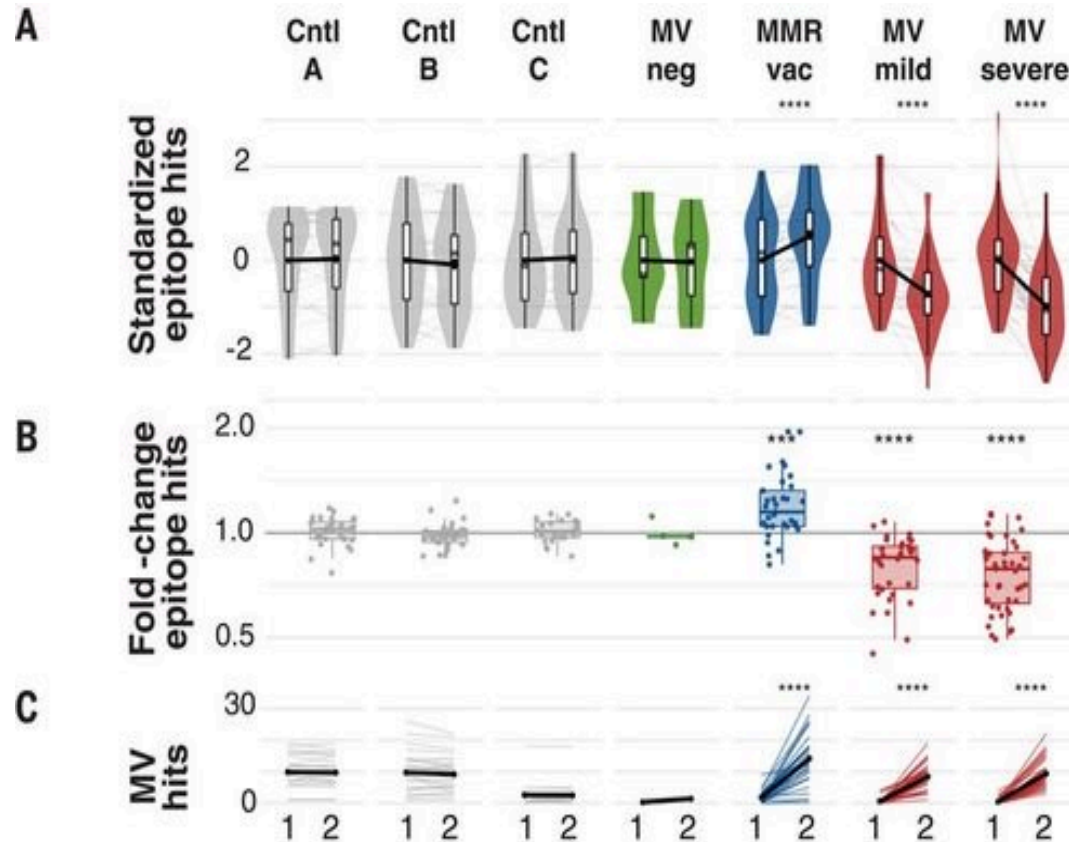 A
Cntl A
Cntl B
Cntl C
MV neg
MMR vac
MV mild
MV severe
**** **** ****
Standardized epitope hits
2
0
-2
B
Fold-change epitope hits
2.0
1.0
0.5
*** **** ****
C
MV hits
30
0
**** **** ****
1 2 1 2 1 2 1 2 1 2 1 2 1 2